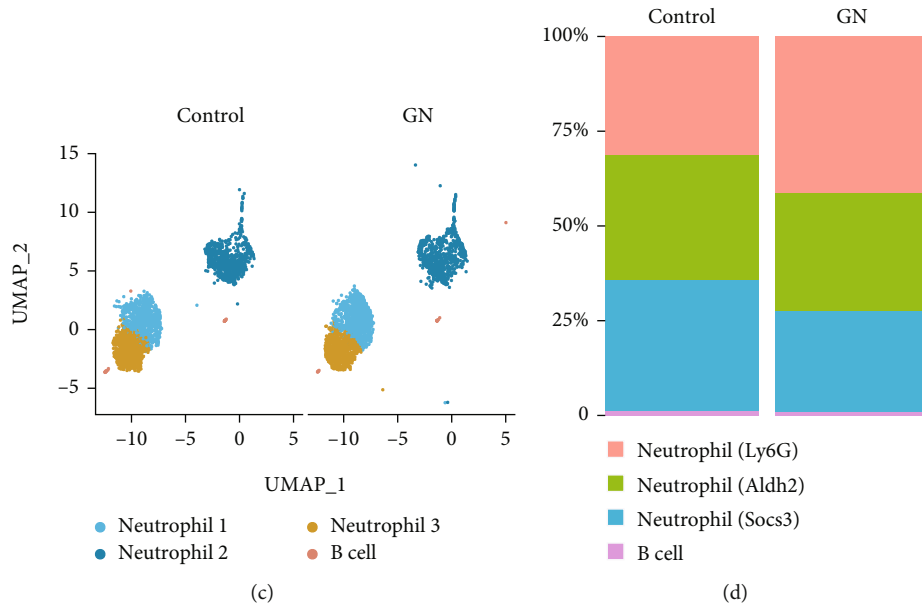 Control
GN
15
10
5
0
−5
UMAP_2
−10
−5
0
5
−10
−5
0
5
UMAP_1
Neutrophil 1
Neutrophil 3
Neutrophil 2
B cell
(c)
Control
GN
100%
75%
50%
25%
0
Neutrophil (Ly6G)
Neutrophil (Aldh2)
Neutrophil (Socs3)
B cell
(d)